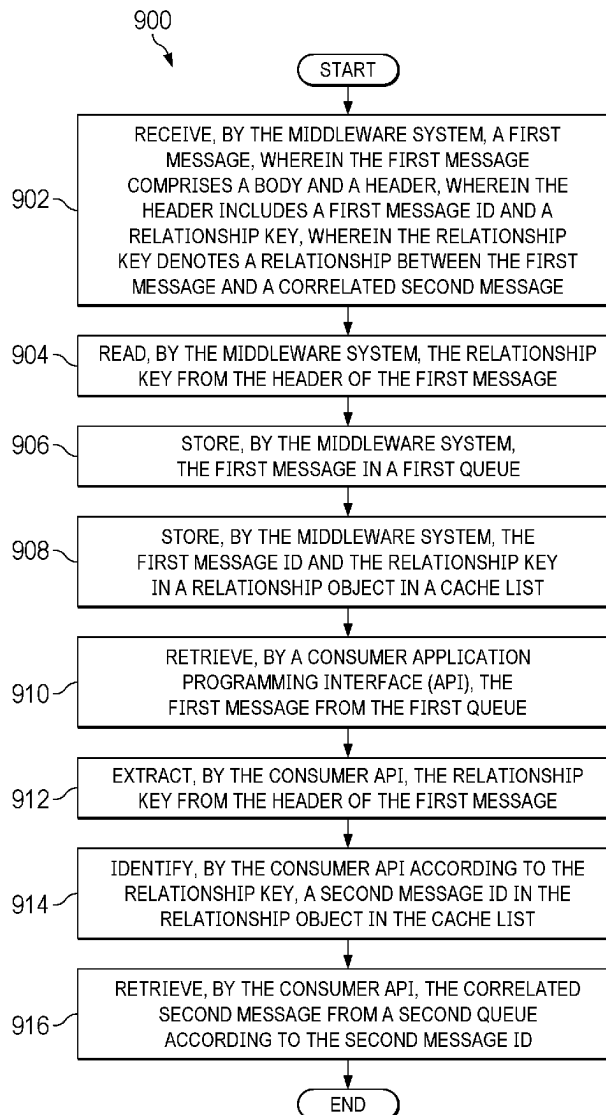 900
START
902
RECEIVE, BY THE MIDDLEWARE SYSTEM, A FIRST
MESSAGE, WHEREIN THE FIRST MESSAGE
COMPRISES A BODY AND A HEADER, WHEREIN THE
HEADER INCLUDES A FIRST MESSAGE ID AND A
RELATIONSHIP KEY, WHEREIN THE RELATIONSHIP
KEY DENOTES A RELATIONSHIP BETWEEN THE FIRST
MESSAGE AND A CORRELATED SECOND MESSAGE
904
READ, BY THE MIDDLEWARE SYSTEM, THE RELATIONSHIP
KEY FROM THE HEADER OF THE FIRST MESSAGE
906
STORE, BY THE MIDDLEWARE SYSTEM,
THE FIRST MESSAGE IN A FIRST QUEUE
908
STORE, BY THE MIDDLEWARE SYSTEM, THE
FIRST MESSAGE ID AND THE RELATIONSHIP KEY
IN A RELATIONSHIP OBJECT IN A CACHE LIST
910
RETRIEVE, BY A CONSUMER APPLICATION
PROGRAMMING INTERFACE (API), THE
FIRST MESSAGE FROM THE FIRST QUEUE
912
EXTRACT, BY THE CONSUMER API, THE RELATIONSHIP
KEY FROM THE HEADER OF THE FIRST MESSAGE
914
IDENTIFY, BY THE CONSUMER API ACCORDING TO THE
RELATIONSHIP KEY, A SECOND MESSAGE ID IN THE
RELATIONSHIP OBJECT IN THE CACHE LIST
916
RETRIEVE, BY THE CONSUMER API, THE CORRELATED
SECOND MESSAGE FROM A SECOND QUEUE
ACCORDING TO THE SECOND MESSAGE ID
END